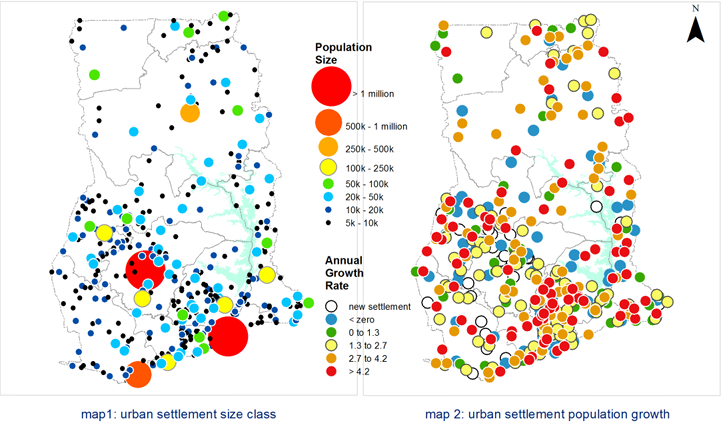 N
Population
Size
> 1 million
500k - 1 million
250k - 500k
100k - 250k
50k - 100k
20k - 50k
10k - 20k
5k - 10k
Annual
Growth
Rate
new settlement
< zero
0 to 1.3
1.3 to 2.7
2.7 to 4.2
> 4.2
map1: urban settlement size class
map 2: urban settlement population growth